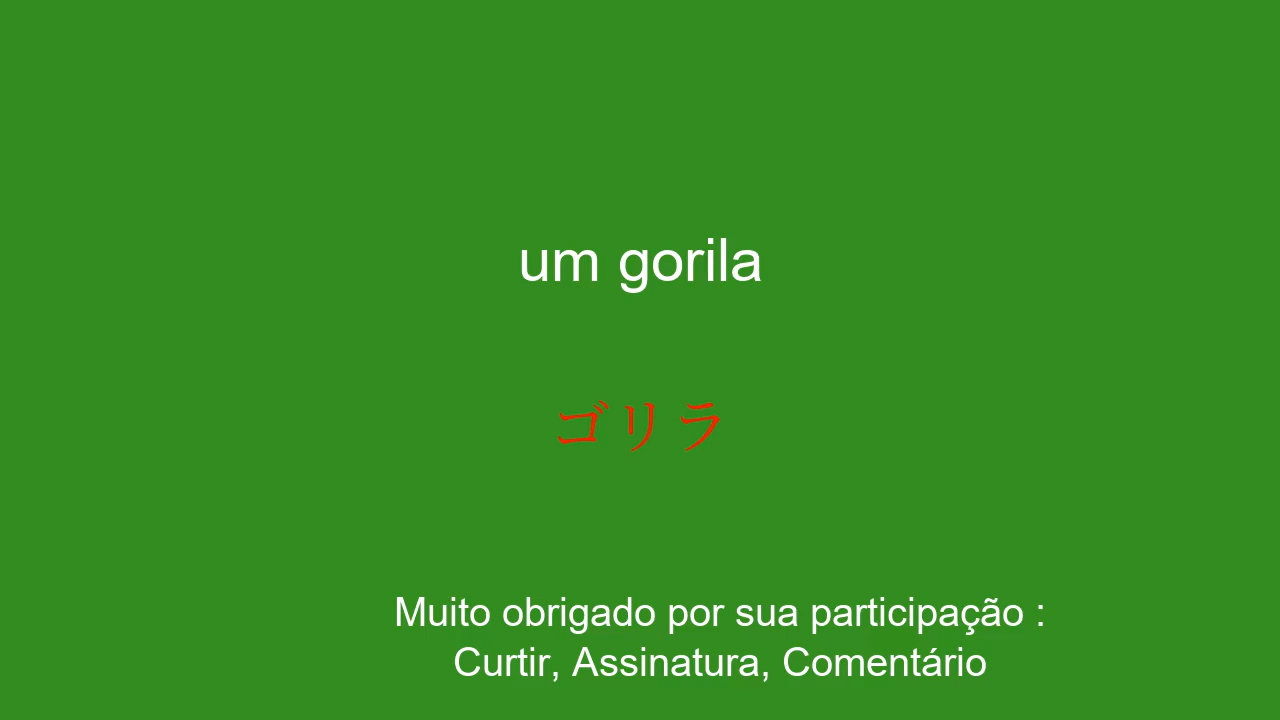 um gorila
ゴリラ
Muito obrigado por sua participação :
Curtir, Assinatura, Comentário